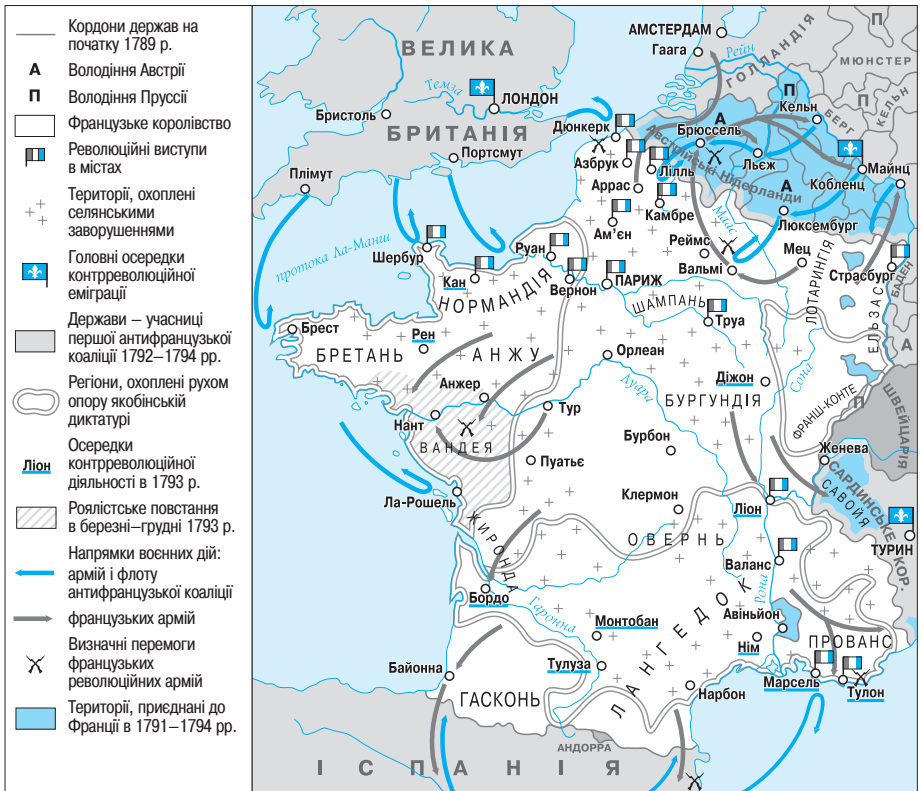 Кордони держав на
початку 1789 р.
А
Володіння Австрії
П
Володіння Пруссії
Французьке королівство
Революційні виступи
в містах
Території, охоплені
селянськими
заворушеннями
Головні осередки
контрреволюційної
еміграції
Держави – учасниці
першої антифранцузької
коаліції 1792–1794 рр.
Регіони, охоплені рухом
опору якобінській
диктатурі
Ліон
Осередки
контрреволюційної
діяльності в 1793 р.
Роялістське повстання
в березні–грудні 1793 р.
Напрямки воєнних дій:
армій і флоту
антифранцузької коаліції
французьких армій
Визначні перемоги
французьких
революційних армій
Території, приєднані до
Франції в 1791–1794 рр.
АМСТЕРДАМ
Гаага
Рейн
ГОЛЛАНДІЯ
П
МЮНСТЕР
ВЕЛИКА
БРИТАНІЯ
Темза
ЛОНДОН
Бристоль
Портсмут
Плімут
протока Ла-Манш
Дюнкерк
Азбрук
Аррас
Лілль
Камбре
Ам'єн
Брюссель
А
Австрійські Нідерланди
Льєж
П
Кельн
БЕРГ
КЕЛЬН
П
Кобленц
Майнц
А
Люксембург
Маас
Реймс
Вальмі
Мец
Страсбург
БАДЕН
ЛОТАРИНГІЯ
ЕЛЬЗАС
А
Шербур
Кан
Руан
Вернон
ПАРИЖ
НОРМАНДІЯ
ШАМПАНЬ
Труа
Брест
БРЕТАНЬ
Рен
АНЖУ
Анжер
Нант
ВАНДЕЯ
Тур
Орлеан
Луара
Діжон
БУРГУНДІЯ
Сона
ФРАНШ-КОНТЕ
П
ШВЕЙЦАРІЯ
Женева
Пуатьє
Бурбон
Клермон
Ла-Рошель
ЖИРОНДА
Ліон
САВОЙЯ
САРДИНСЬКЕ КОР.
ТУРИН
ОВЕРНЬ
Валанс
Рона
Бордо
Гаронна
Монтобан
Тулуза
Авіньйон
Нім
ПРОВАНС
Марсель
Тулон
ЛАНГЕДОК
Нарбон
Байонна
ГАСКОНЬ
АНДОРРА
ІСПАНІЯ